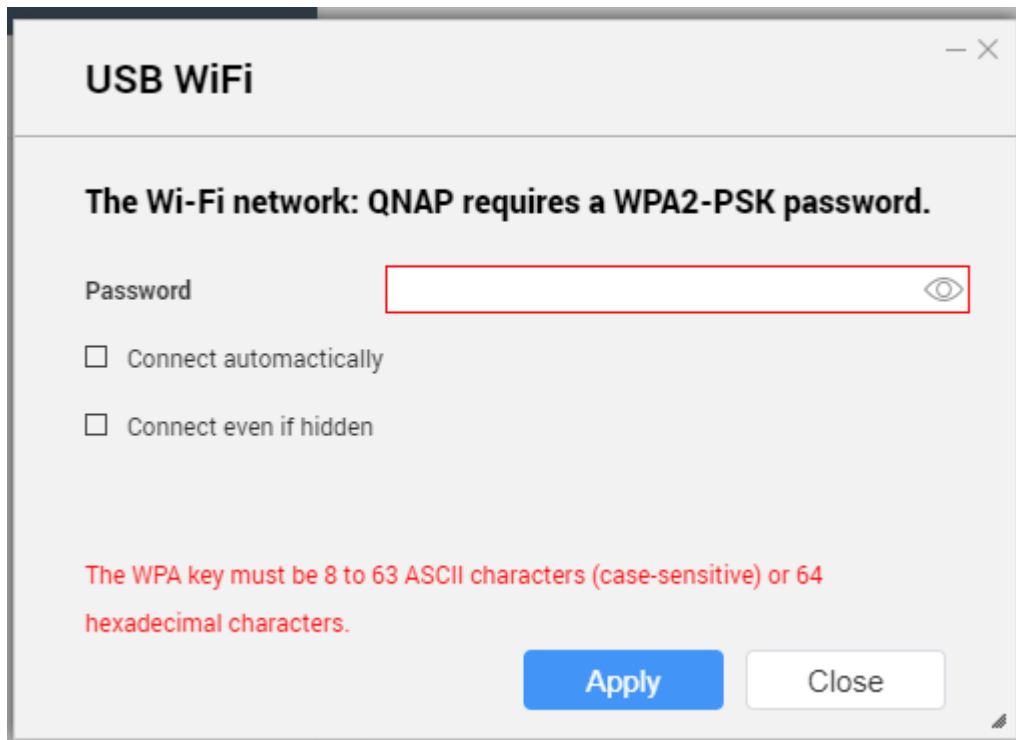 USB WiFi
The Wi-Fi network: QNAP requires a WPA2-PSK password.
Password
Connect automactically
Connect even if hidden
The WPA key must be 8 to 63 ASCII characters (case-sensitive) or 64
hexadecimal characters.
Apply Close